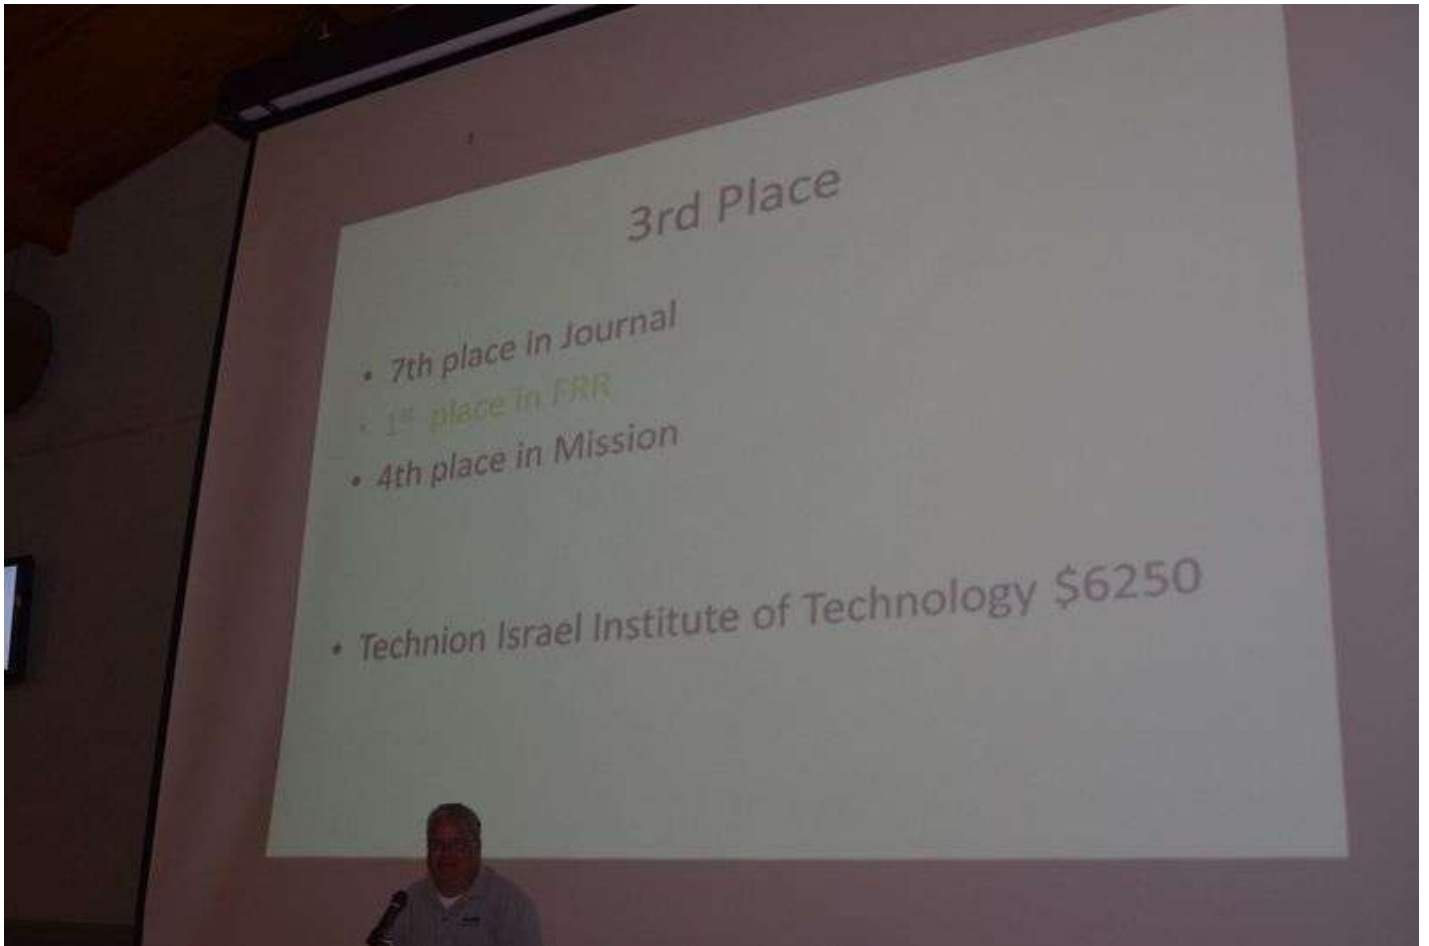 3rd Place
• 7th place in Journal
• 1st place in FRR
• 4th place in Mission
• Technion Israel Institute of Technology $6250